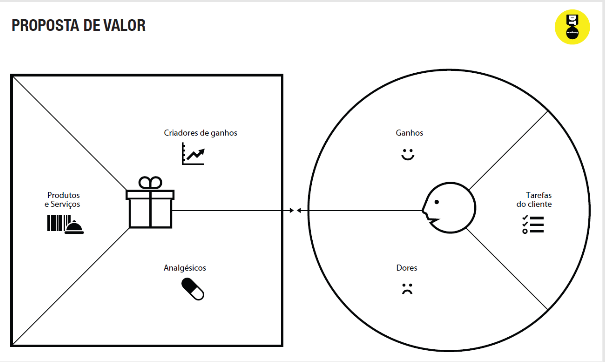 PROPOSTA DE VALOR
Criadores de ganhos
Produtos
e Serviços
Analgésicos
Ganhos
Tarefas
do cliente
Dores